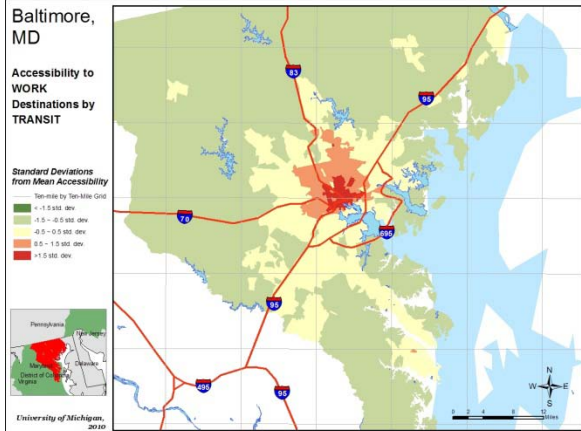 Baltimore,
MD
Accessibility to
WORK
Destinations by
TRANSIT
Standard Deviations
from Mean Accessibility
Ten-mile by Ten-Mile Grid
< -1.5 std. dev.
-1.5 ~ -0.5 std. dev.
-0.5 ~ 0.5 std. dev.
0.5 ~ 1.5 std. dev.
>1.5 std. dev.
Pennsylvania
New Jersey
Maryland
Delaware
District of Columbia
Virginia
University of Michigan,
2010
83
95
70
695
95
495
95
N
W E
S
0 2 4 8 12
Miles